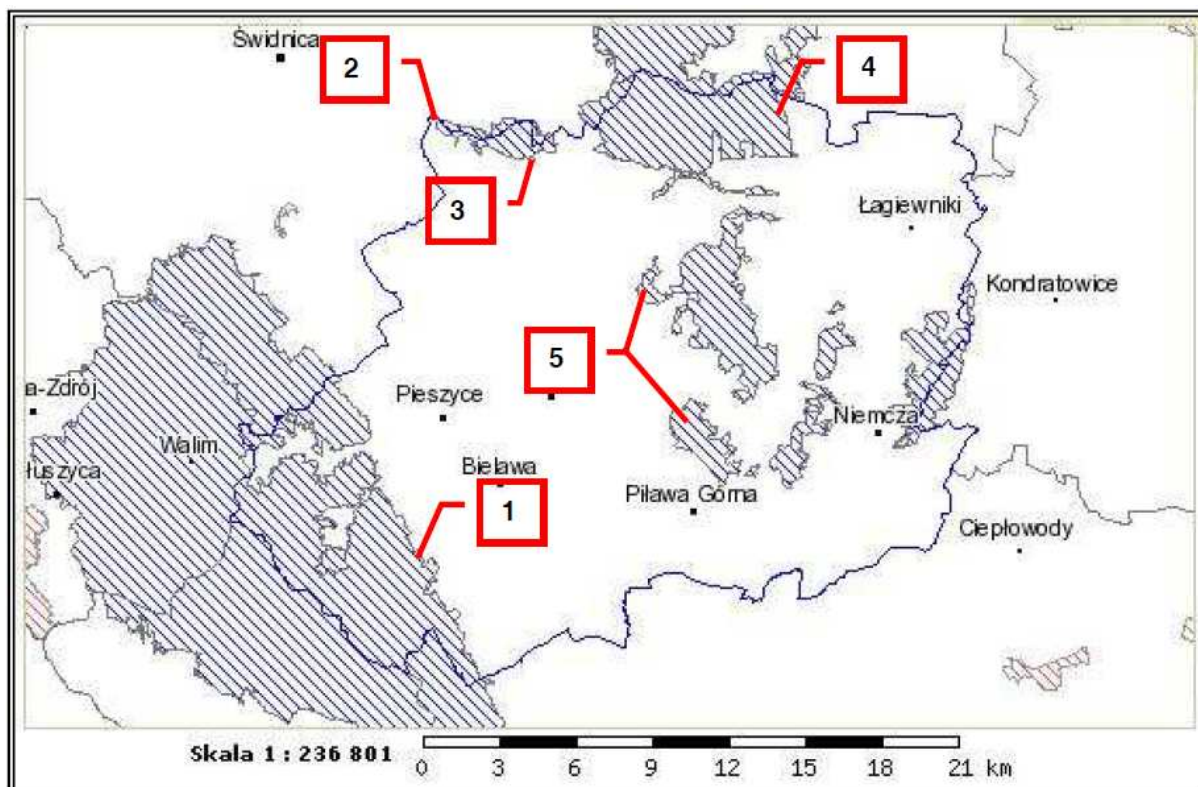 Świdnica
2
4
3
Łagiewniki
Kondratowice
5
a-Zdrój
Pieszyce
Niemcza
Walim
Bielawa
łuszyca
Piława Górna
1
Ciepłowody
Skala 1 : 236 801
0 3 6 9 12 15 18 21 km